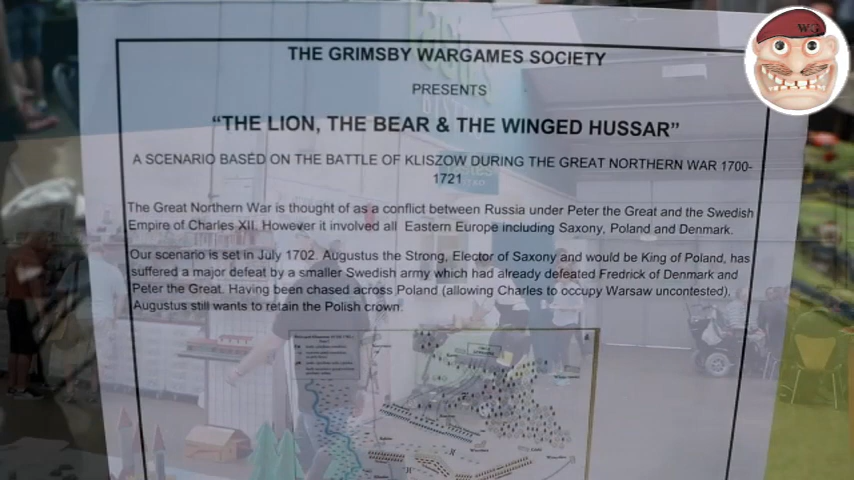 THE GRIMSBY WARGAMES SOCIETY
PRESENTS
“THE LION, THE BEAR & THE WINGED HUSSAR”
A SCENARIO BASED ON THE BATTLE OF KLISZOW DURING THE GREAT NORTHERN WAR 1700-
1721
The Great Northern War is thought of as a conflict between Russia under Peter the Great and the Swedish
Empire of Charles XII. However it involved all Eastern Europe including Saxony, Poland and Denmark.
Our scenario is set in July 1702. Augustus the Strong, Elector of Saxony and would be King of Poland, has
suffered a major defeat by a smaller Swedish army which had already defeated Fredrick of Denmark and
Peter the Great. Having been chased across Poland (allowing Charles to occupy Warsaw uncontested),
Augustus still wants to retain the Polish crown.